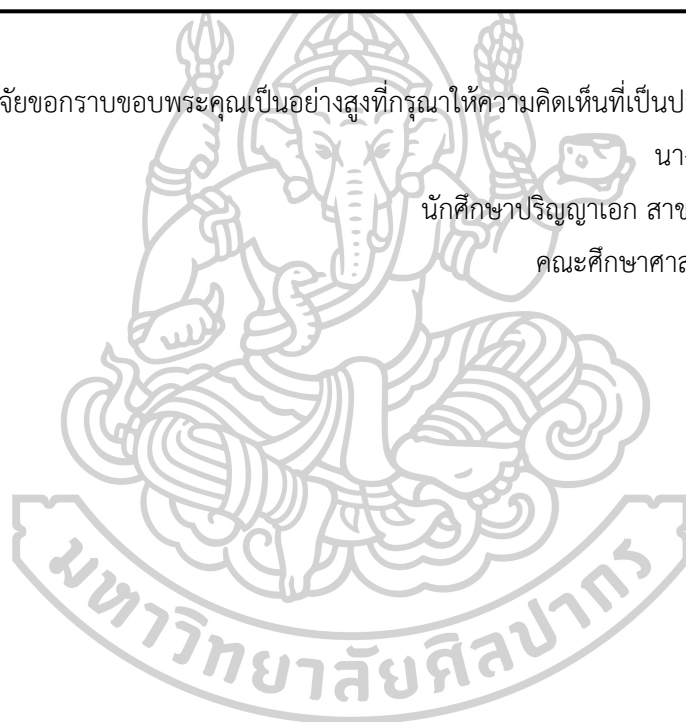 จัยขอกราบขอบพระคุณเป็นอย่างสูงที่กรุณาให้ความคิดเห็นที่เป็นป
นา
นักศึกษาปริญญาเอก สาข
คณะศึกษาศาส
มหาวิทยาลัยศิลปากร